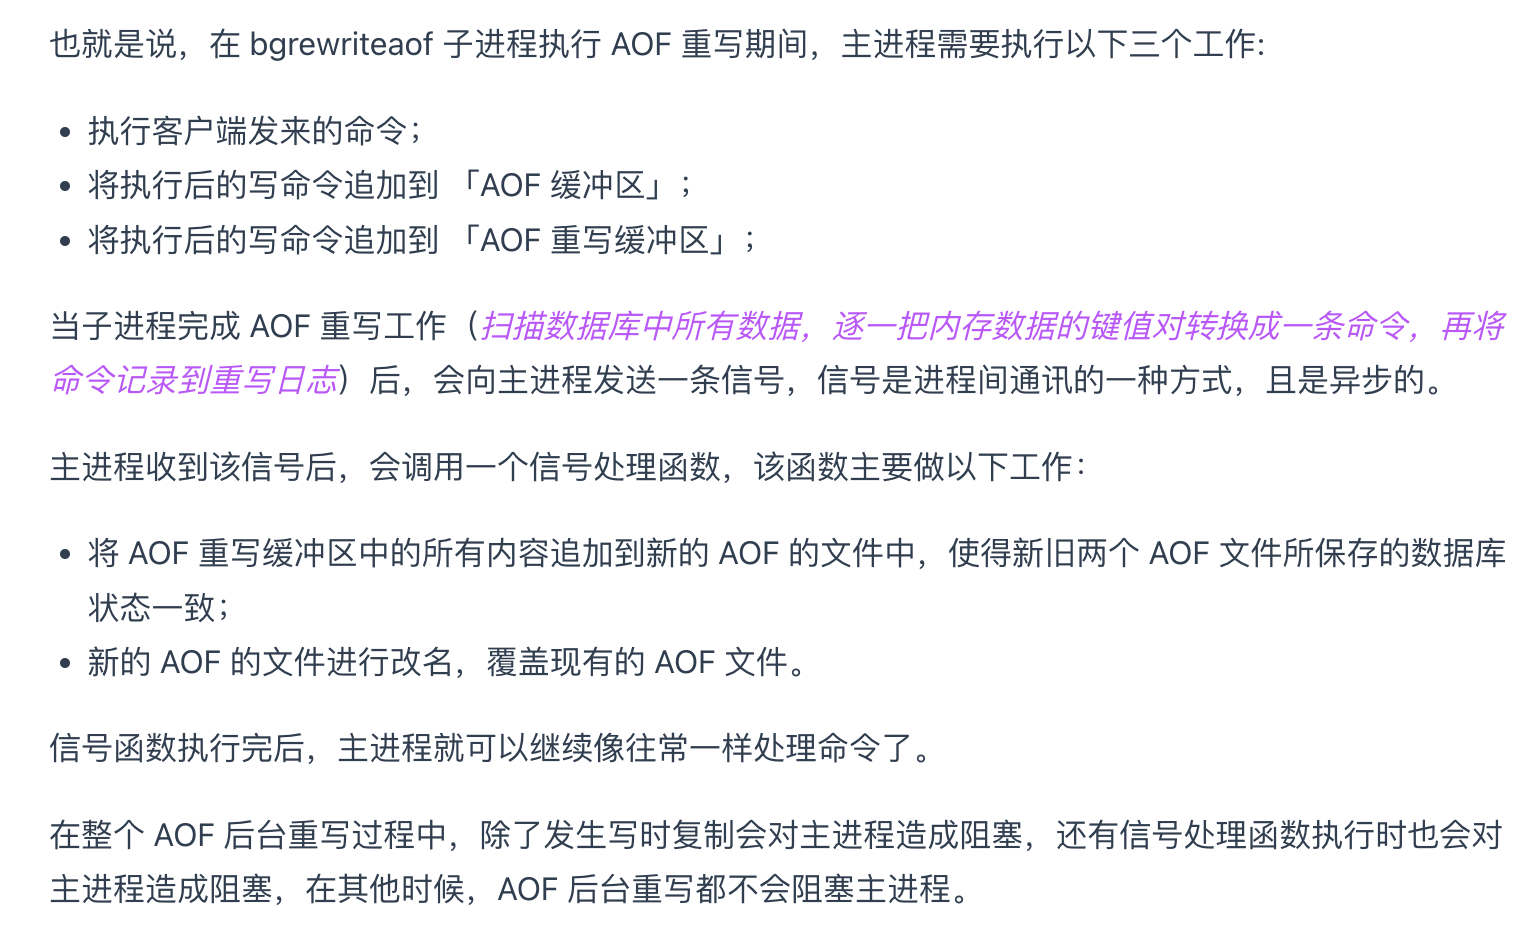 也就是说，在 bgrewriteaof 子进程执行 AOF 重写期间，主进程需要执行以下三个工作:
• 执行客户端发来的命令；
• 将执行后的写命令追加到 「AOF 缓冲区」；
• 将执行后的写命令追加到 「AOF 重写缓冲区」；
当子进程完成 AOF 重写工作（扫描数据库中所有数据，逐一把内存数据的键值对转换成一条命令，再将
命令记录到重写日志）后，会向主进程发送一条信号，信号是进程间通讯的一种方式，且是异步的。
主进程收到该信号后，会调用一个信号处理函数，该函数主要做以下工作：
• 将 AOF 重写缓冲区中的所有内容追加到新的 AOF 的文件中，使得新旧两个 AOF 文件所保存的数据库
状态一致；
• 新的 AOF 的文件进行改名，覆盖现有的 AOF 文件。
信号函数执行完后，主进程就可以继续像往常一样处理命令了。
在整个 AOF 后台重写过程中，除了发生写时复制会对主进程造成阻塞，还有信号处理函数执行时也会对
主进程造成阻塞，在其他时候，AOF 后台重写都不会阻塞主进程。